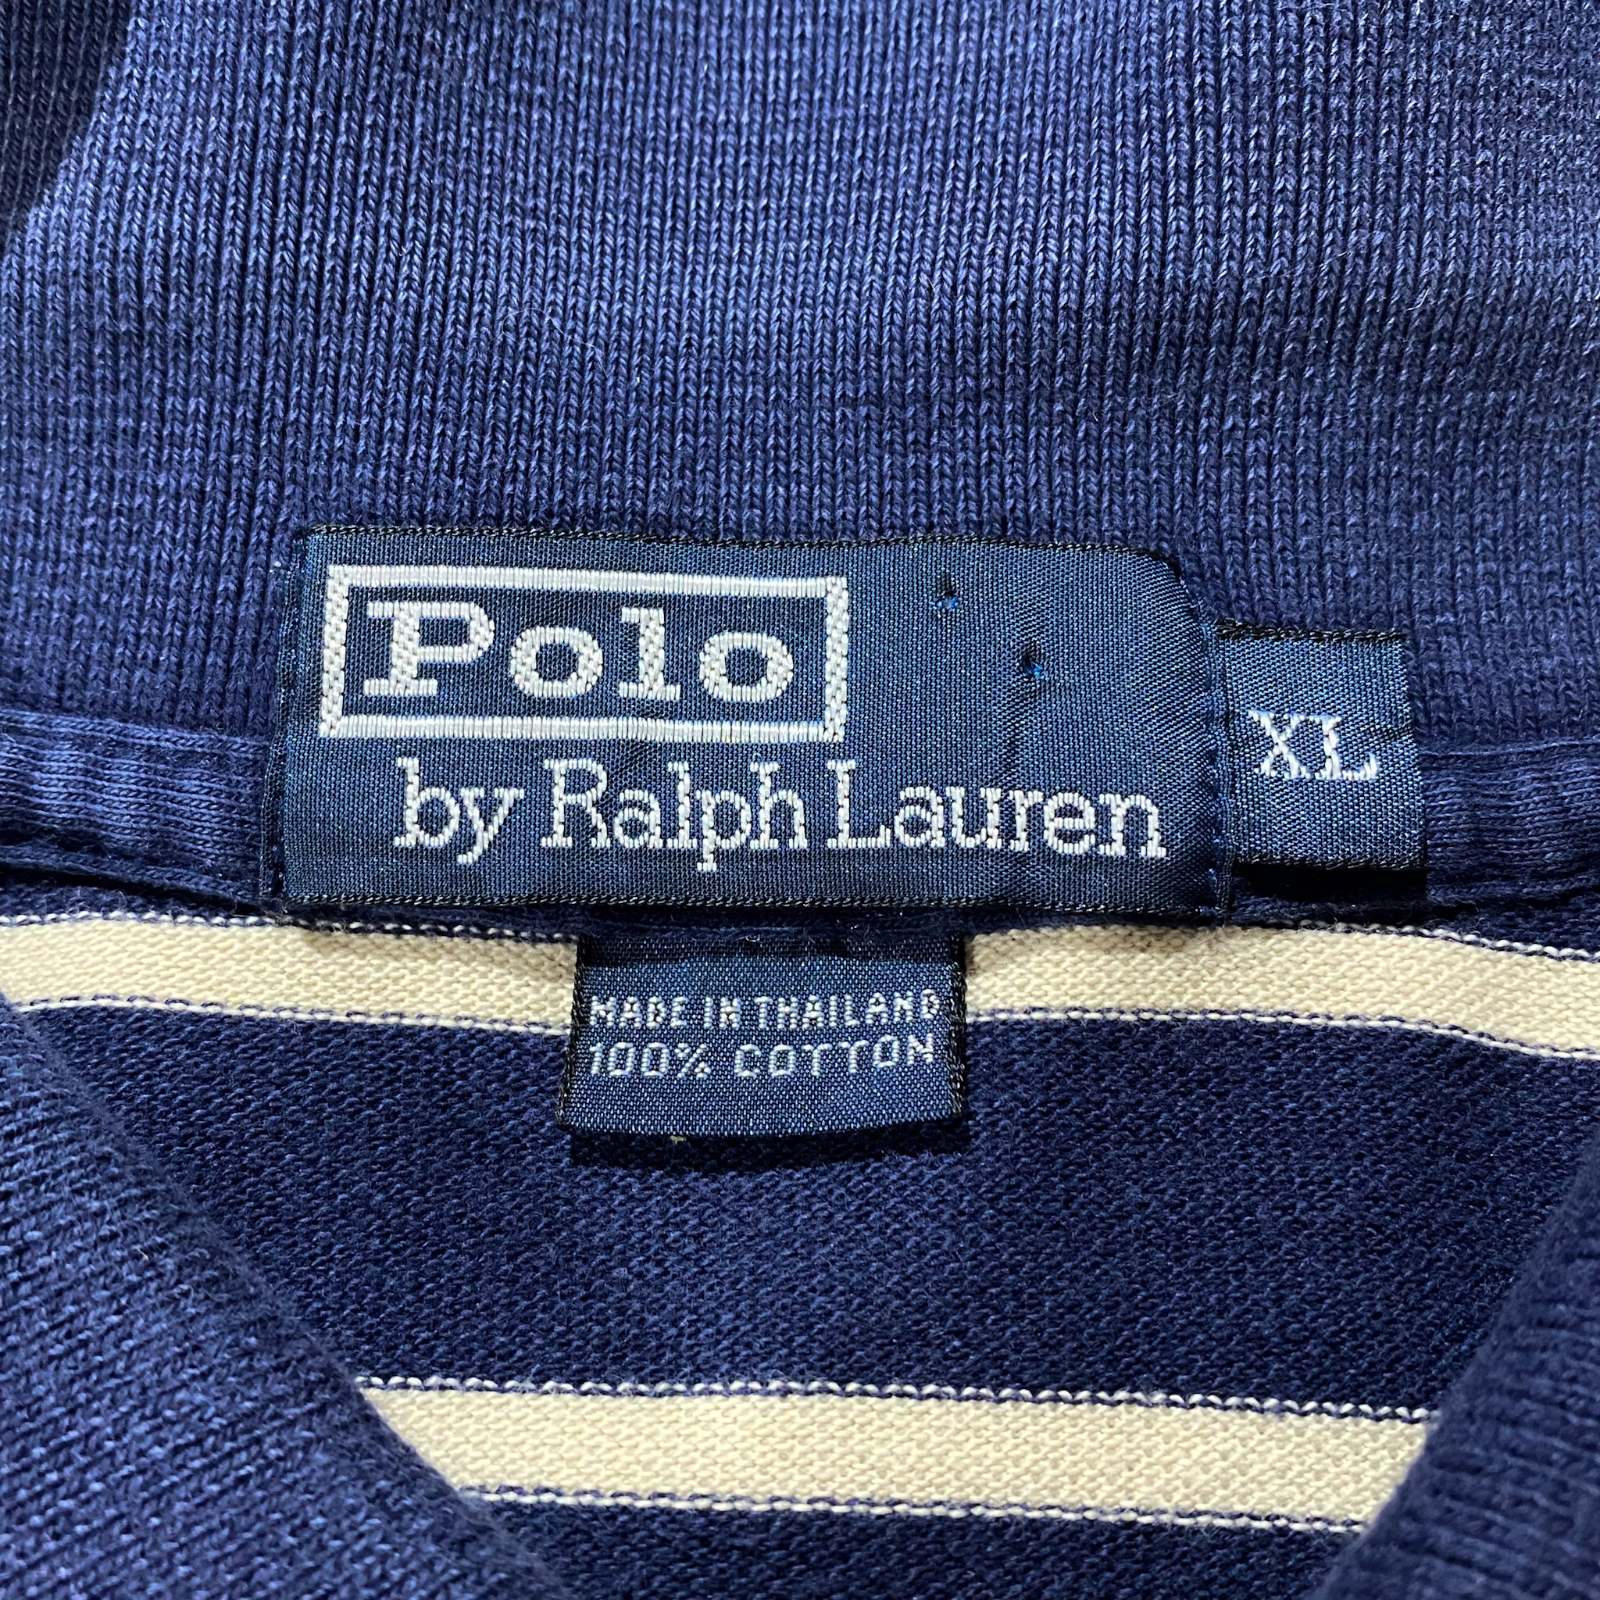 Polo
by Ralph Lauren
XL
MADE IN THAILAND
100% COTTON